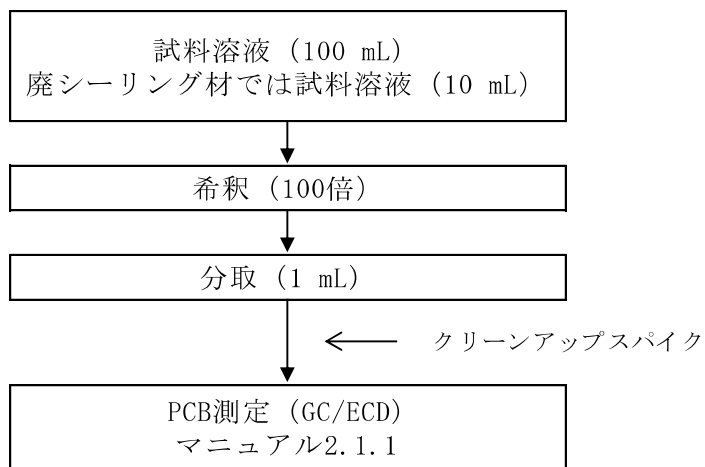 試料溶液 (100 mL)
廃シーリング材では試料溶液 (10 mL)
希釈 (100倍)
分取 (1 mL)
クリーンアップスパイク
PCB測定 (GC/ECD)
マニュアル2.1.1